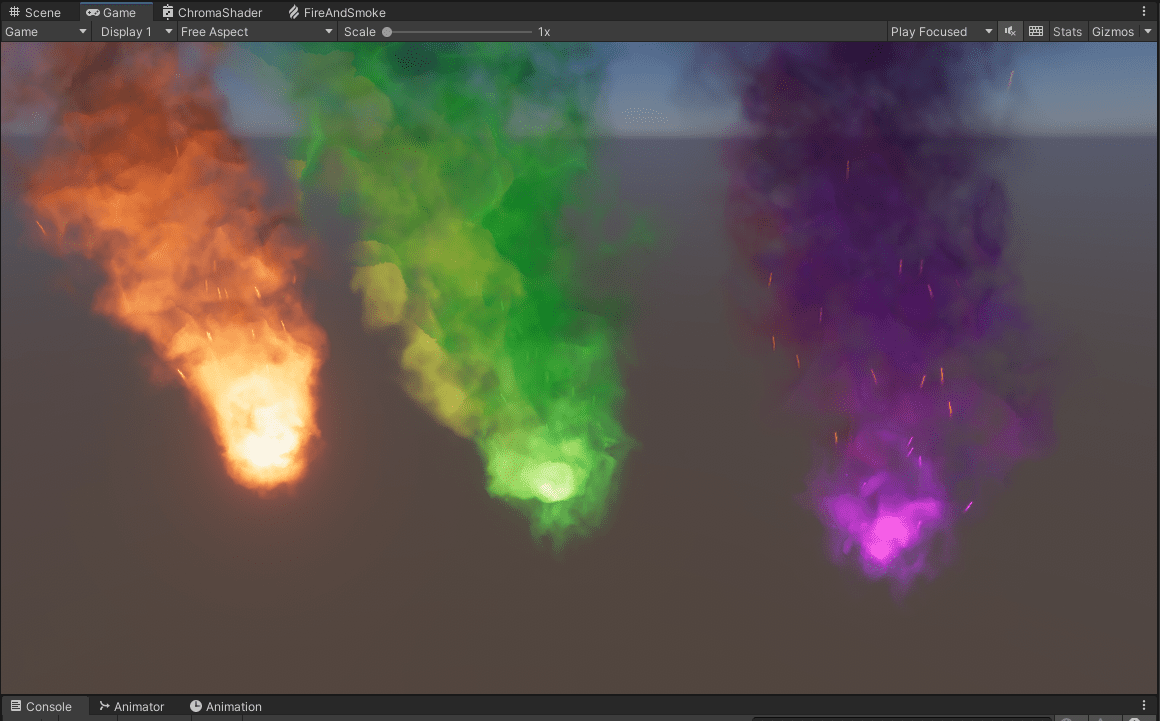 Scene Game ChromaShader FireAndSmoke
Game Display 1 Free Aspect Scale 1x Play Focused Stats Gizmos
Console Animator Animation